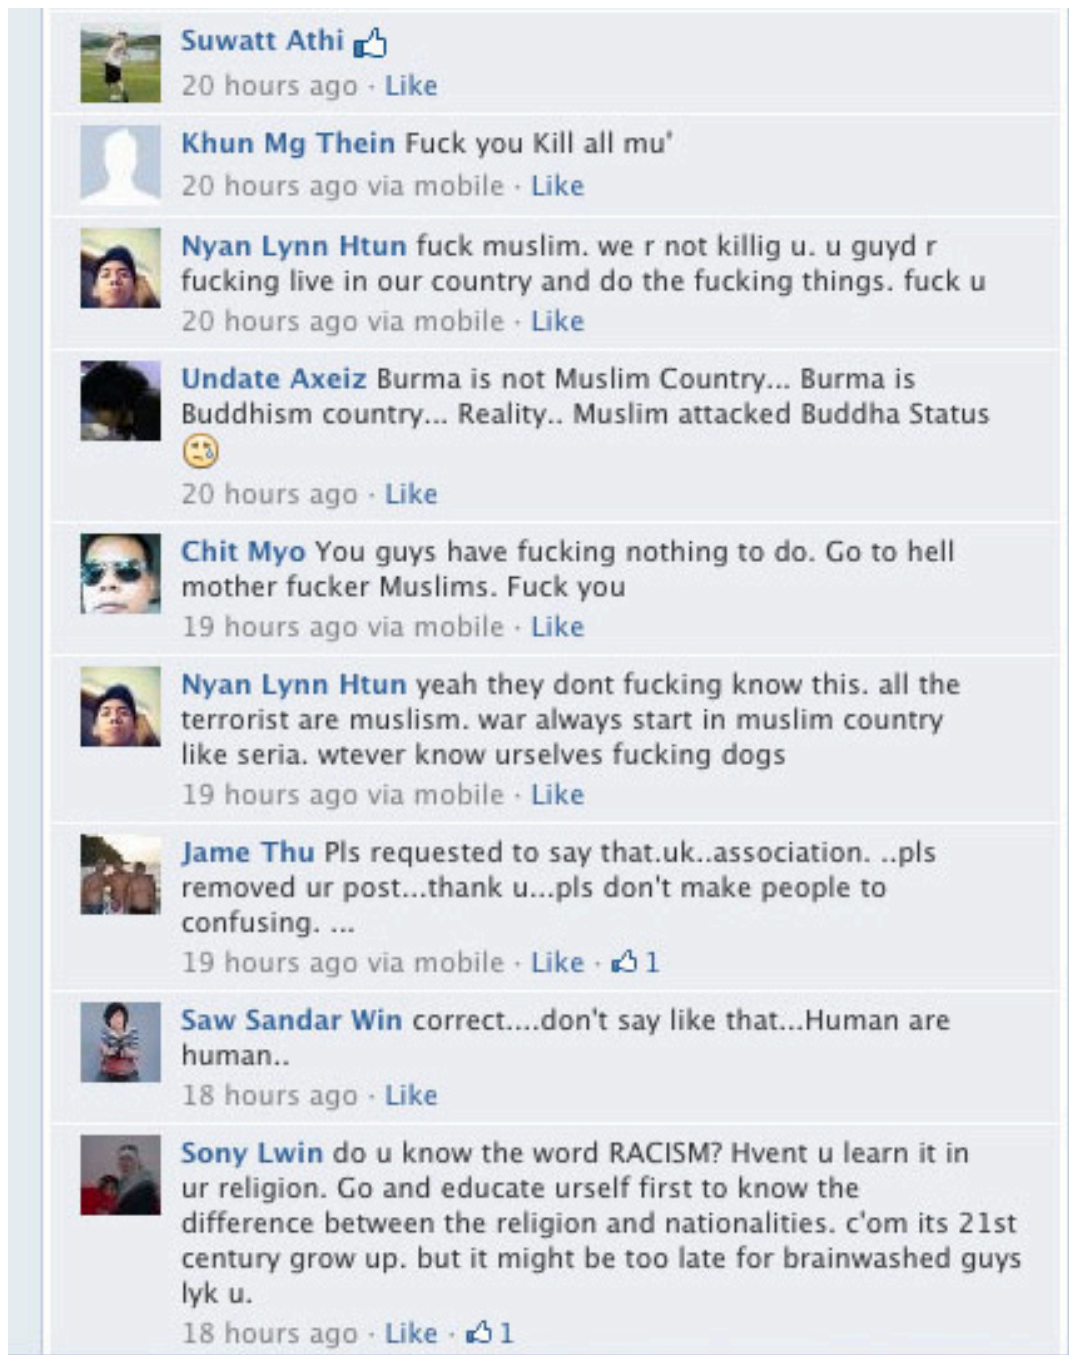 Suwatt Athi
20 hours ago · Like
Khun Mg Thein Fuck you Kill all mu'
20 hours ago via mobile · Like
Nyan Lynn Htun fuck muslim. we r not killig u. u guyd r
fucking live in our country and do the fucking things. fuck u
20 hours ago via mobile · Like
Undate Axeiz Burma is not Muslim Country... Burma is
Buddhism country... Reality.. Muslim attacked Buddha Status
20 hours ago · Like
Chit Myo You guys have fucking nothing to do. Go to hell
mother fucker Muslims. Fuck you
19 hours ago via mobile · Like
Nyan Lynn Htun yeah they dont fucking know this. all the
terrorist are muslism. war always start in muslim country
like seria. wtever know urselves fucking dogs
19 hours ago via mobile · Like
Jame Thu Pls requested to say that.uk..association. ..pls
removed ur post...thank u...pls don't make people to
confusing. ...
19 hours ago via mobile · Like · 1
Saw Sandar Win correct....don't say like that...Human are
human..
18 hours ago · Like
Sony Lwin do u know the word RACISM? Hvent u learn it in
ur religion. Go and educate urself first to know the
difference between the religion and nationalities. c'om its 21st
century grow up. but it might be too late for brainwashed guys
lyk u.
18 hours ago · Like · 1